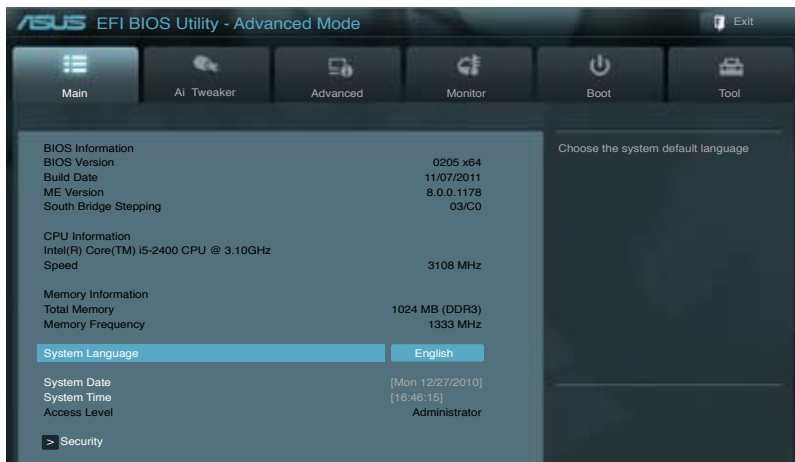 ASUS EFI BIOS Utility - Advanced Mode
Exit
Main
Ai Tweaker
Advanced
Monitor
Boot
Tool
BIOS Information
BIOS Version 0205 x64
Build Date 11/07/2011
ME Version 8.0.0.1178
South Bridge Stepping 03/C0
CPU Information
Intel(R) Core(TM) i5-2400 CPU @ 3.10GHz
Speed 3108 MHz
Memory Information
Total Memory 1024 MB (DDR3)
Memory Frequency 1333 MHz
System Language English
System Date [Mon 12/27/2010]
System Time [16:46:15]
Access Level Administrator
> Security
Choose the system default language